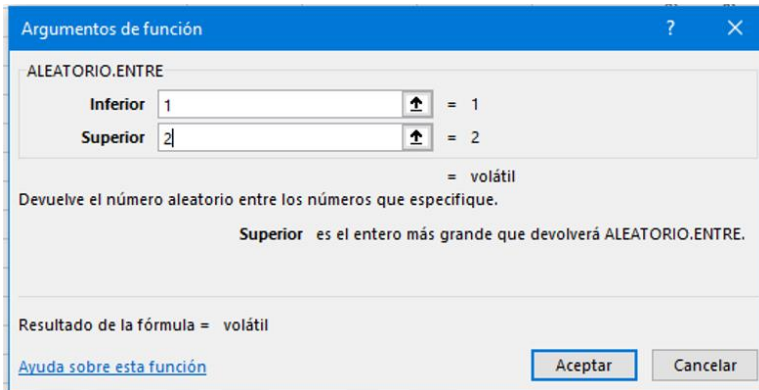 Argumentos de función ? ×
ALEATORIO.ENTRE
Inferior 1 = 1
Superior 2 = 2
= volátil
Devuelve el número aleatorio entre los números que especifique.
Superior es el entero más grande que devolverá ALEATORIO.ENTRE.
Resultado de la fórmula = volátil
Ayuda sobre esta función Aceptar Cancelar